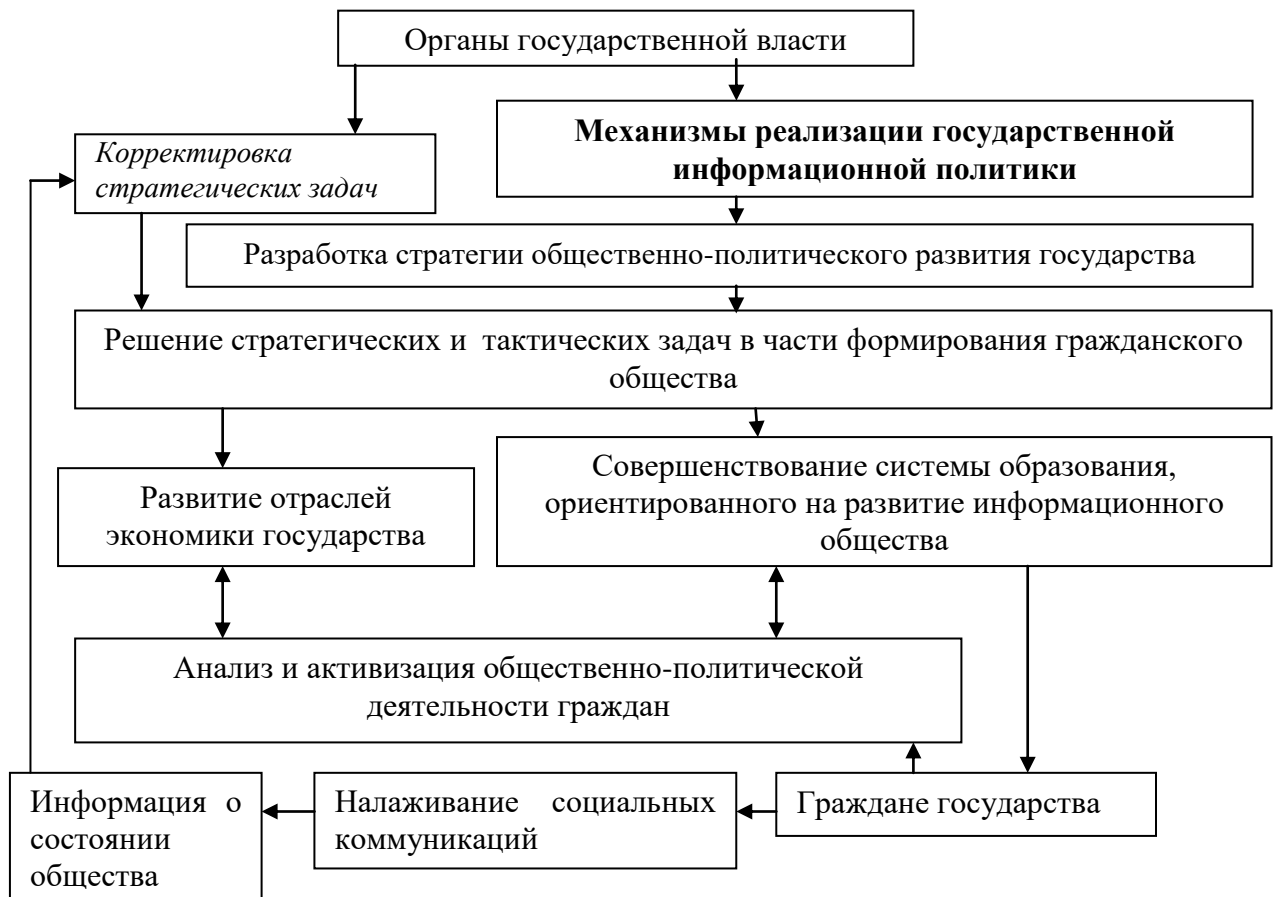 Органы государственной власти
Механизмы реализации государственной
информационной политики
Корректировка
стратегических задач
Разработка стратегии общественно-политического развития государства
Решение стратегических и тактических задач в части формирования гражданского
общества
Развитие отраслей
экономики государства
Совершенствование системы образования,
ориентированного на развитие информационного
общества
Анализ и активизация общественно-политической
деятельности граждан
Информация о
состоянии
общества
Налаживание социальных
коммуникаций
Граждане государства